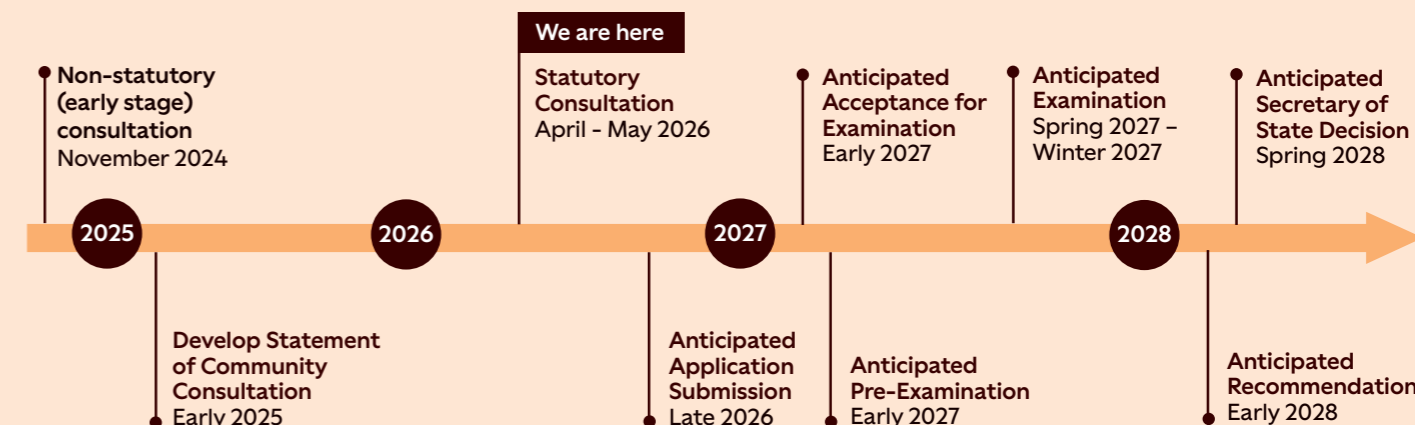 We are here
Non-statutory
(early stage)
consultation
November 2024
Statutory
Consultation
April - May 2026
Anticipated
Acceptance for
Examination
Early 2027
Anticipated
Examination
Spring 2027 –
Winter 2027
Anticipated
Secretary of
State Decision
Spring 2028
2025
2026
2027
2028
Develop Statement
of Community
Consultation
Early 2025
Anticipated
Application
Submission
Late 2026
Anticipated
Pre-Examination
Early 2027
Anticipated
Recommendation
Early 2028